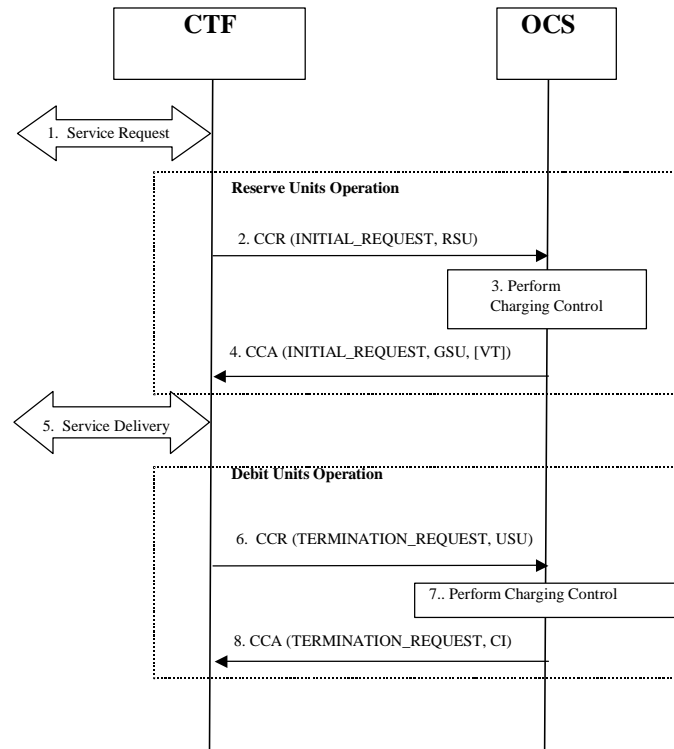 CTF
OCS
1. Service Request
Reserve Units Operation
2. CCR (INITIAL_REQUEST, RSU)
3. Perform
Charging Control
4. CCA (INITIAL_REQUEST, GSU, [VT])
5. Service Delivery
Debit Units Operation
6. CCR (TERMINATION_REQUEST, USU)
7.. Perform Charging Control
8. CCA (TERMINATION_REQUEST, CI)